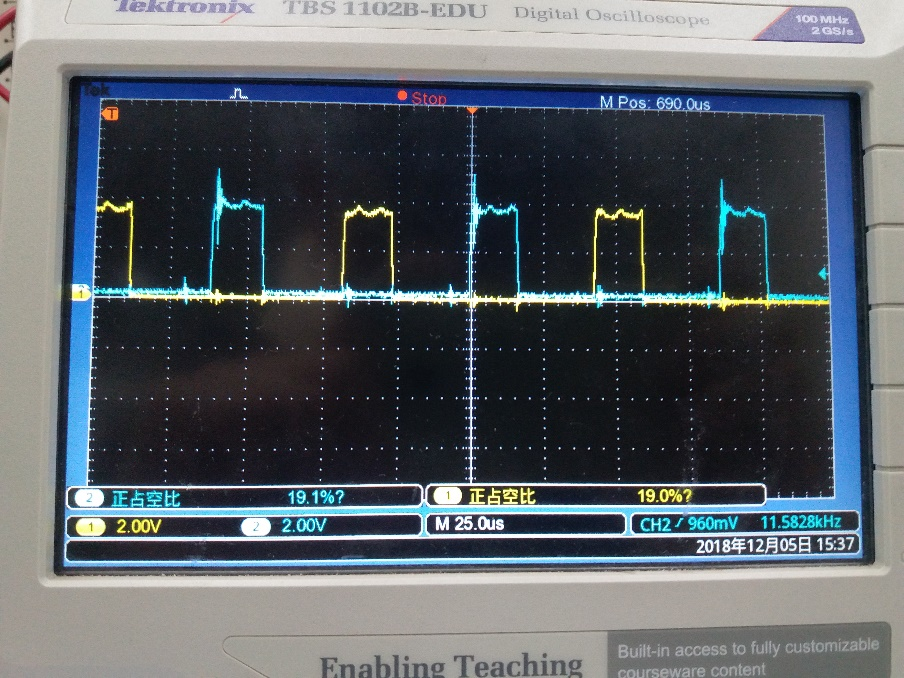 Tektronix TBS 1102B-EDU Digital Oscilloscope 100 MHz
2 GS/s
Tek Stop M Pos: 690.0us
T
1
2 正占空比 19.1%? 1 正占空比 19.0%?
1 2.00V 2 2.00V M 25.0us CH2 960mV 11.5828kHz
2018年12月05日 15:37
Enabling Teaching
Built-in access to fully customizable
courseware content